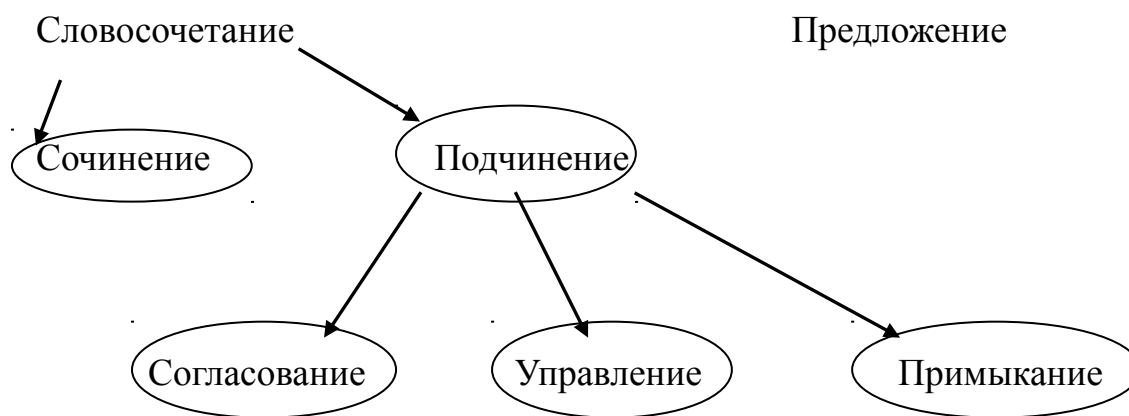 Словосочетание Предложение
Сочинение Подчинение
Согласование Управление Примыкание